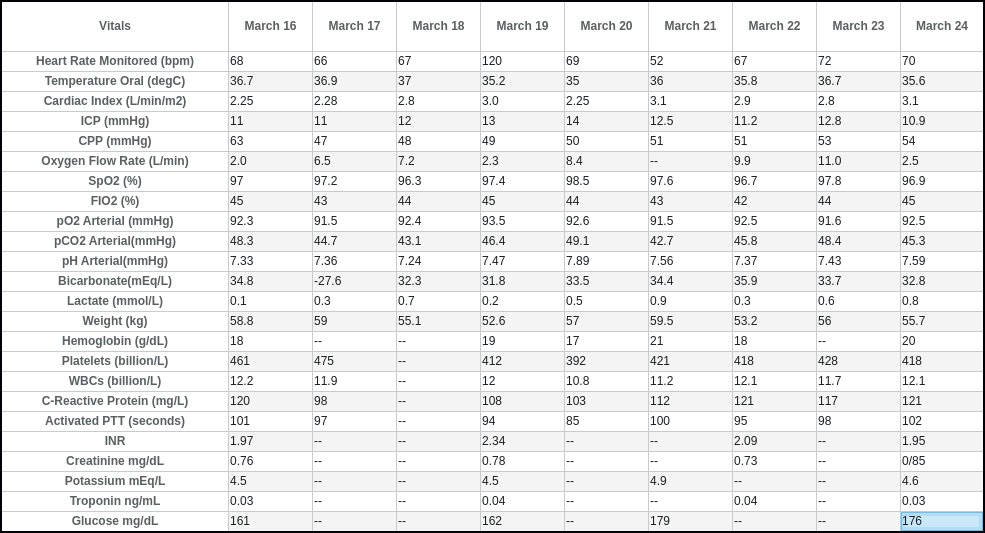 Vitals March 16 March 17 March 18 March 19 March 20 March 21 March 22 March 23 March 24
Heart Rate Monitored (bpm) 68 66 67 120 69 52 67 72 70
Temperature Oral (degC) 36.7 36.9 37 35.2 35 36 35.8 36.7 35.6
Cardiac Index (L/min/m2) 2.25 2.28 2.8 3.0 2.25 3.1 2.9 2.8 3.1
ICP (mmHg) 11 11 12 13 14 12.5 11.2 12.8 10.9
CPP (mmHg) 63 47 48 49 50 51 51 53 54
Oxygen Flow Rate (L/min) 2.0 6.5 7.2 2.3 8.4 -- 9.9 11.0 2.5
SpO2 (%) 97 97.2 96.3 97.4 98.5 97.6 96.7 97.8 96.9
FIO2 (%) 45 43 44 45 44 43 42 44 45
pO2 Arterial (mmHg) 92.3 91.5 92.4 93.5 92.6 91.5 92.5 91.6 92.5
pCO2 Arterial(mmHg) 48.3 44.7 43.1 46.4 49.1 42.7 45.8 48.4 45.3
pH Arterial(mmHg) 7.33 7.36 7.24 7.47 7.89 7.56 7.37 7.43 7.59
Bicarbonate(mEq/L) 34.8 -27.6 32.3 31.8 33.5 34.4 35.9 33.7 32.8
Lactate (mmol/L) 0.1 0.3 0.7 0.2 0.5 0.9 0.3 0.6 0.8
Weight (kg) 58.8 59 55.1 52.6 57 59.5 53.2 56 55.7
Hemoglobin (g/dL) 18 -- -- 19 17 21 18 -- 20
Platelets (billion/L) 461 475 -- 412 392 421 418 428 418
WBCs (billion/L) 12.2 11.9 -- 12 10.8 11.2 12.1 11.7 12.1
C-Reactive Protein (mg/L) 120 98 -- 108 103 112 121 117 121
Activated PTT (seconds) 101 97 -- 94 85 100 95 98 102
INR 1.97 -- -- 2.34 -- -- 2.09 -- 1.95
Creatinine mg/dL 0.76 -- -- 0.78 -- -- 0.73 -- 0/85
Potassium mEq/L 4.5 -- -- 4.5 -- 4.9 -- -- 4.6
Troponin ng/mL 0.03 -- -- 0.04 -- -- 0.04 -- 0.03
Glucose mg/dL 161 -- -- 162 -- 179 -- -- 176